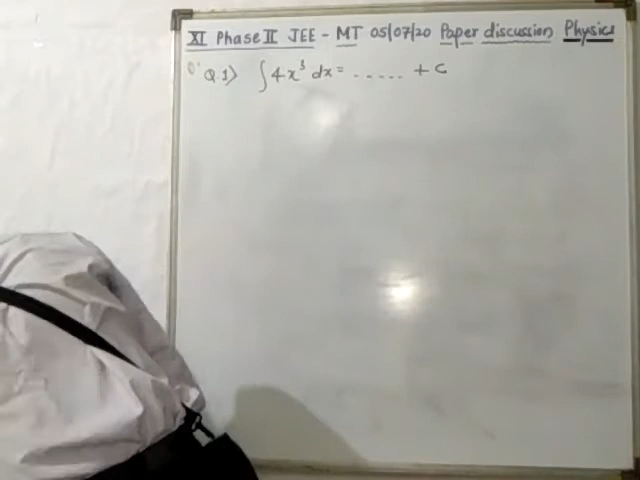 XI Phase II JEE - MT 05/07/20 Paper discussion Physics
Q 1) ∫ 4x³ dx = ..... + c